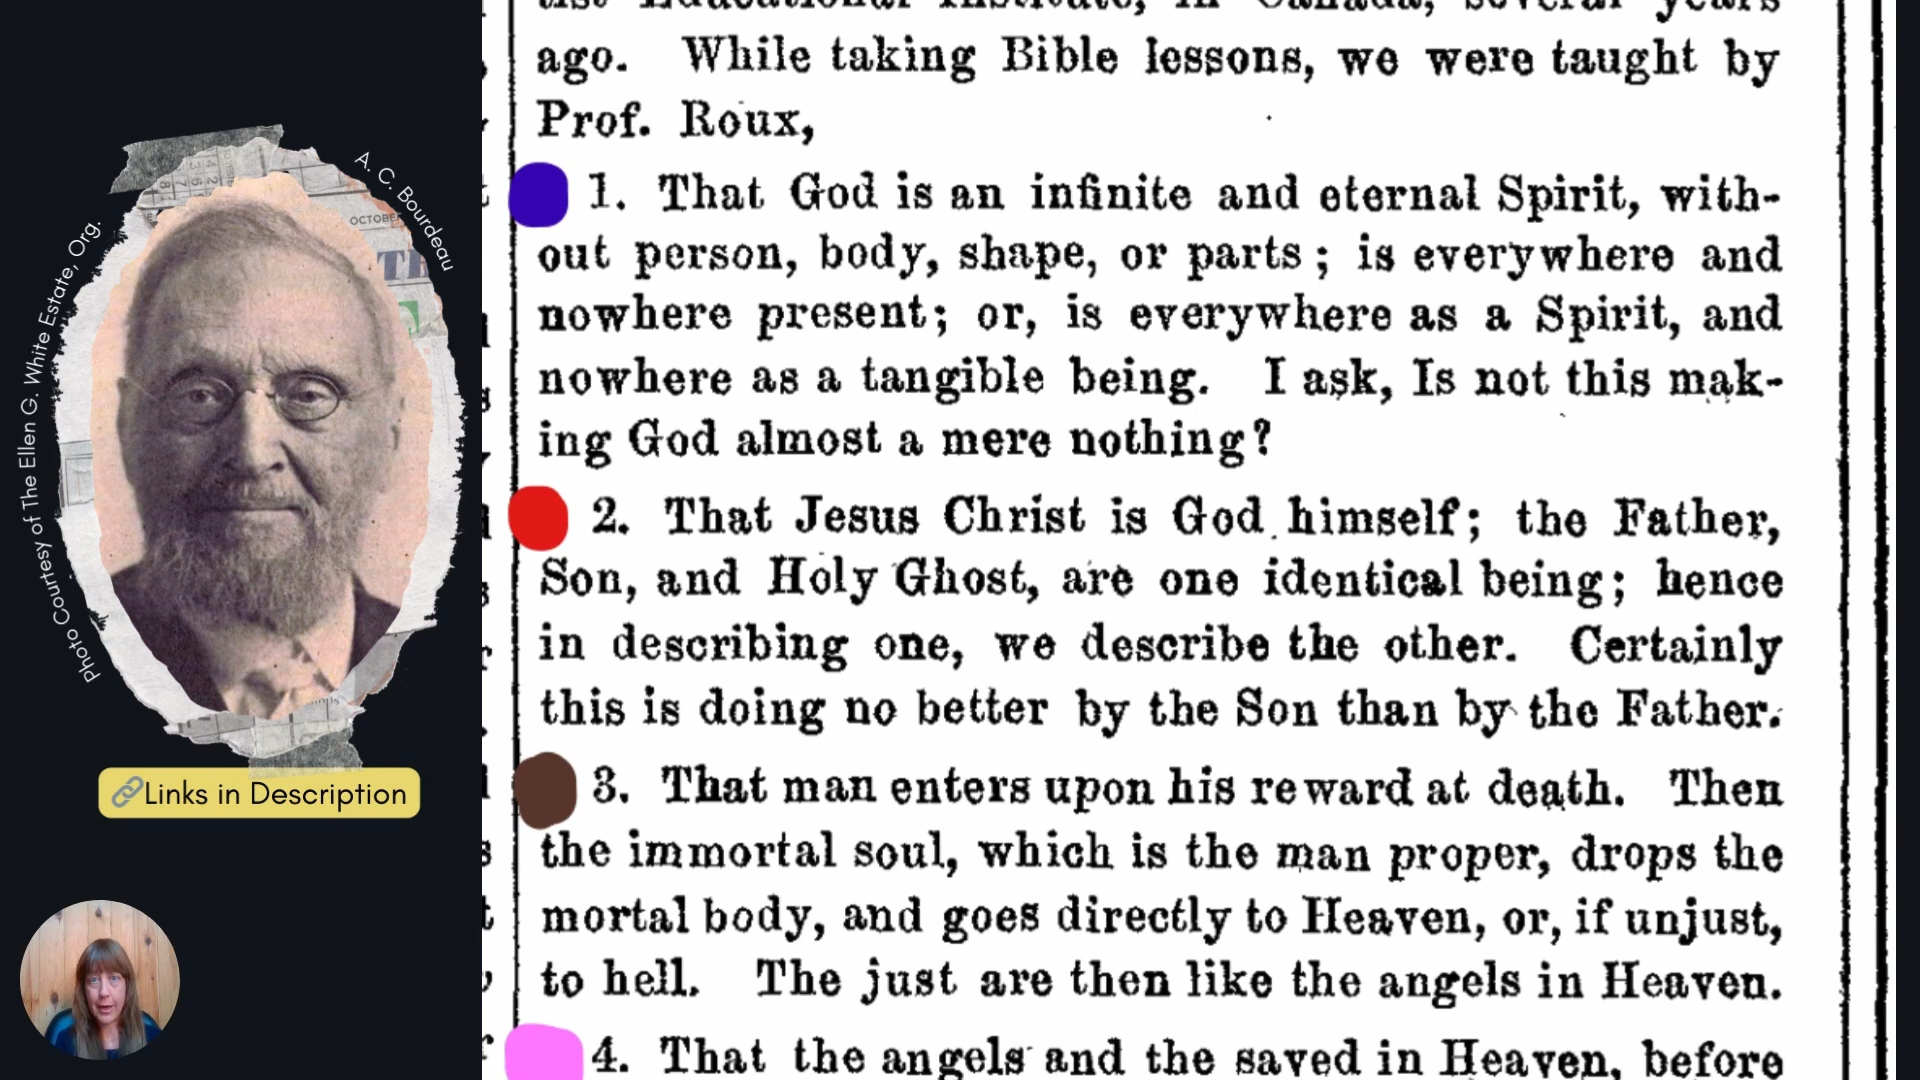 A. C. Bourdeau
OCTOBER
Photo Courtesy of The Ellen G. White Estate, Org.
🔗Links in Description
ago. While taking Bible lessons, we were taught by
Prof. Roux,
1. That God is an infinite and eternal Spirit, with-
out person, body, shape, or parts; is everywhere and
nowhere present; or, is everywhere as a Spirit, and
nowhere as a tangible being. I ask, Is not this mak-
ing God almost a mere nothing?
2. That Jesus Christ is God himself; the Father,
Son, and Holy Ghost, are one identical being; hence
in describing one, we describe the other. Certainly
this is doing no better by the Son than by the Father.
3. That man enters upon his reward at death. Then
the immortal soul, which is the man proper, drops the
mortal body, and goes directly to Heaven, or, if unjust,
to hell. The just are then like the angels in Heaven.
4. That the angels and the saved in Heaven, before